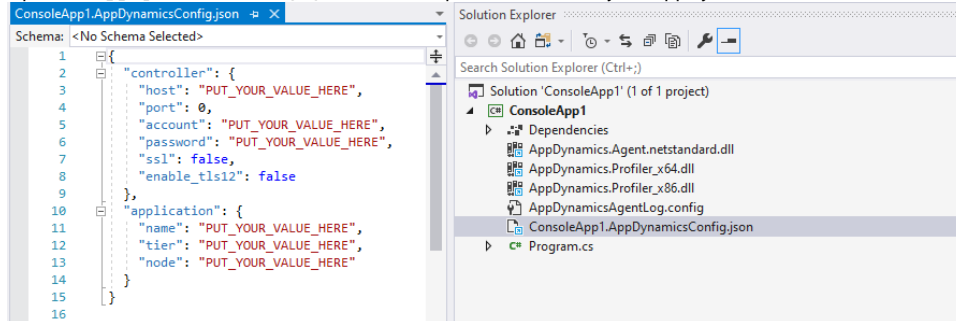 ConsoleApp1.AppDynamicsConfig.json
Schema: <No Schema Selected>
1 {
2 "controller": {
3 "host": "PUT_YOUR_VALUE_HERE",
4 "port": 0,
5 "account": "PUT_YOUR_VALUE_HERE",
6 "password": "PUT_YOUR_VALUE_HERE",
7 "ssl": false,
8 "enable_tls12": false
9 },
10 "application": {
11 "name": "PUT_YOUR_VALUE_HERE",
12 "tier": "PUT_YOUR_VALUE_HERE",
13 "node": "PUT_YOUR_VALUE_HERE"
14 }
15 }
16
Solution Explorer
Search Solution Explorer (Ctrl+;)
Solution 'ConsoleApp1' (1 of 1 project)
C# ConsoleApp1
Dependencies
AppDynamics.Agent.netstandard.dll
AppDynamics.Profiler_x64.dll
AppDynamics.Profiler_x86.dll
AppDynamicsAgentLog.config
ConsoleApp1.AppDynamicsConfig.json
C# Program.cs